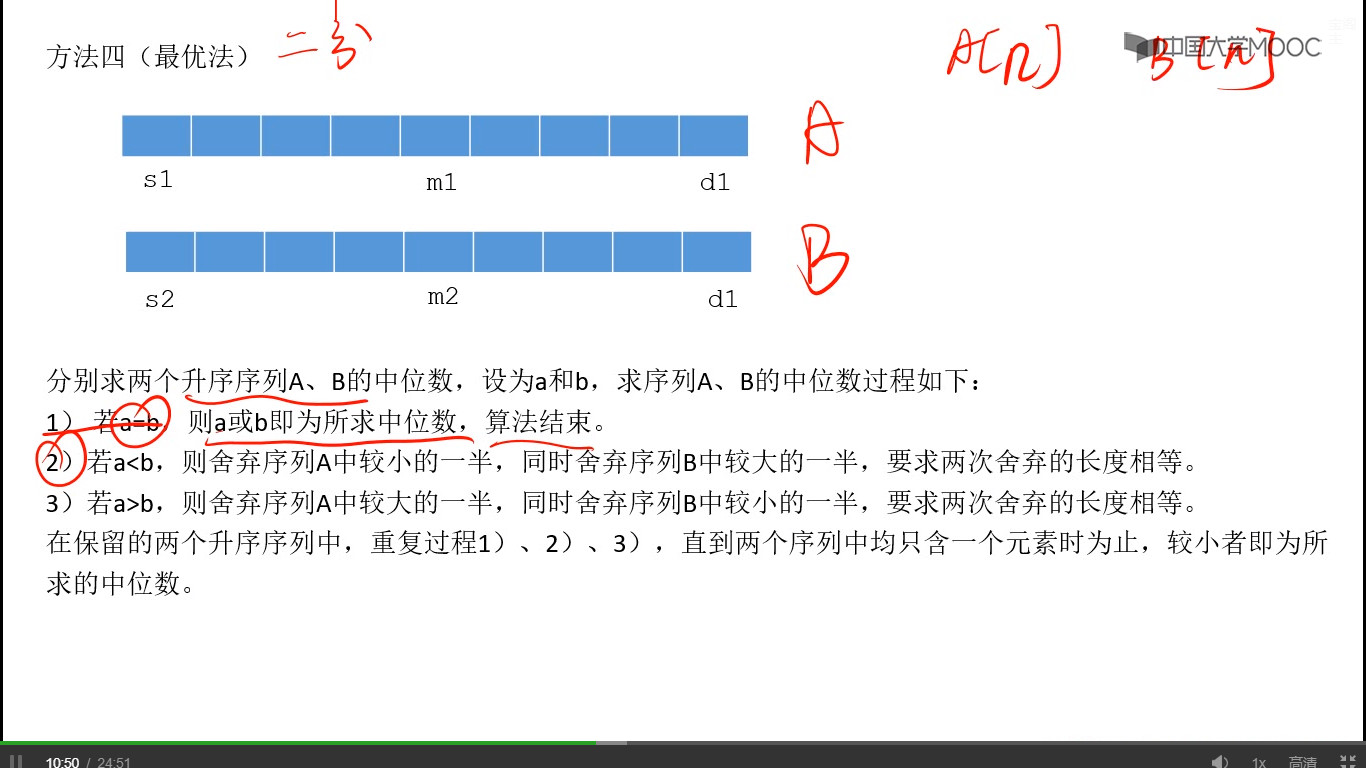 方法四（最优法） 二分 A[n] B[n]
中国大学MOOC
A
s1 m1 d1
B
s2 m2 d1
分别求两个升序序列A、B的中位数，设为a和b，求序列A、B的中位数过程如下：
1） 若a=b，则a或b即为所求中位数，算法结束。
2）若a<b，则舍弃序列A中较小的一半，同时舍弃序列B中较大的一半，要求两次舍弃的长度相等。
3）若a>b，则舍弃序列A中较大的一半，同时舍弃序列B中较小的一半，要求两次舍弃的长度相等。
在保留的两个升序序列中，重复过程1）、2）、3），直到两个序列中均只含一个元素时为止，较小者即为所
求的中位数。
10:50 / 24:51 1x 高清